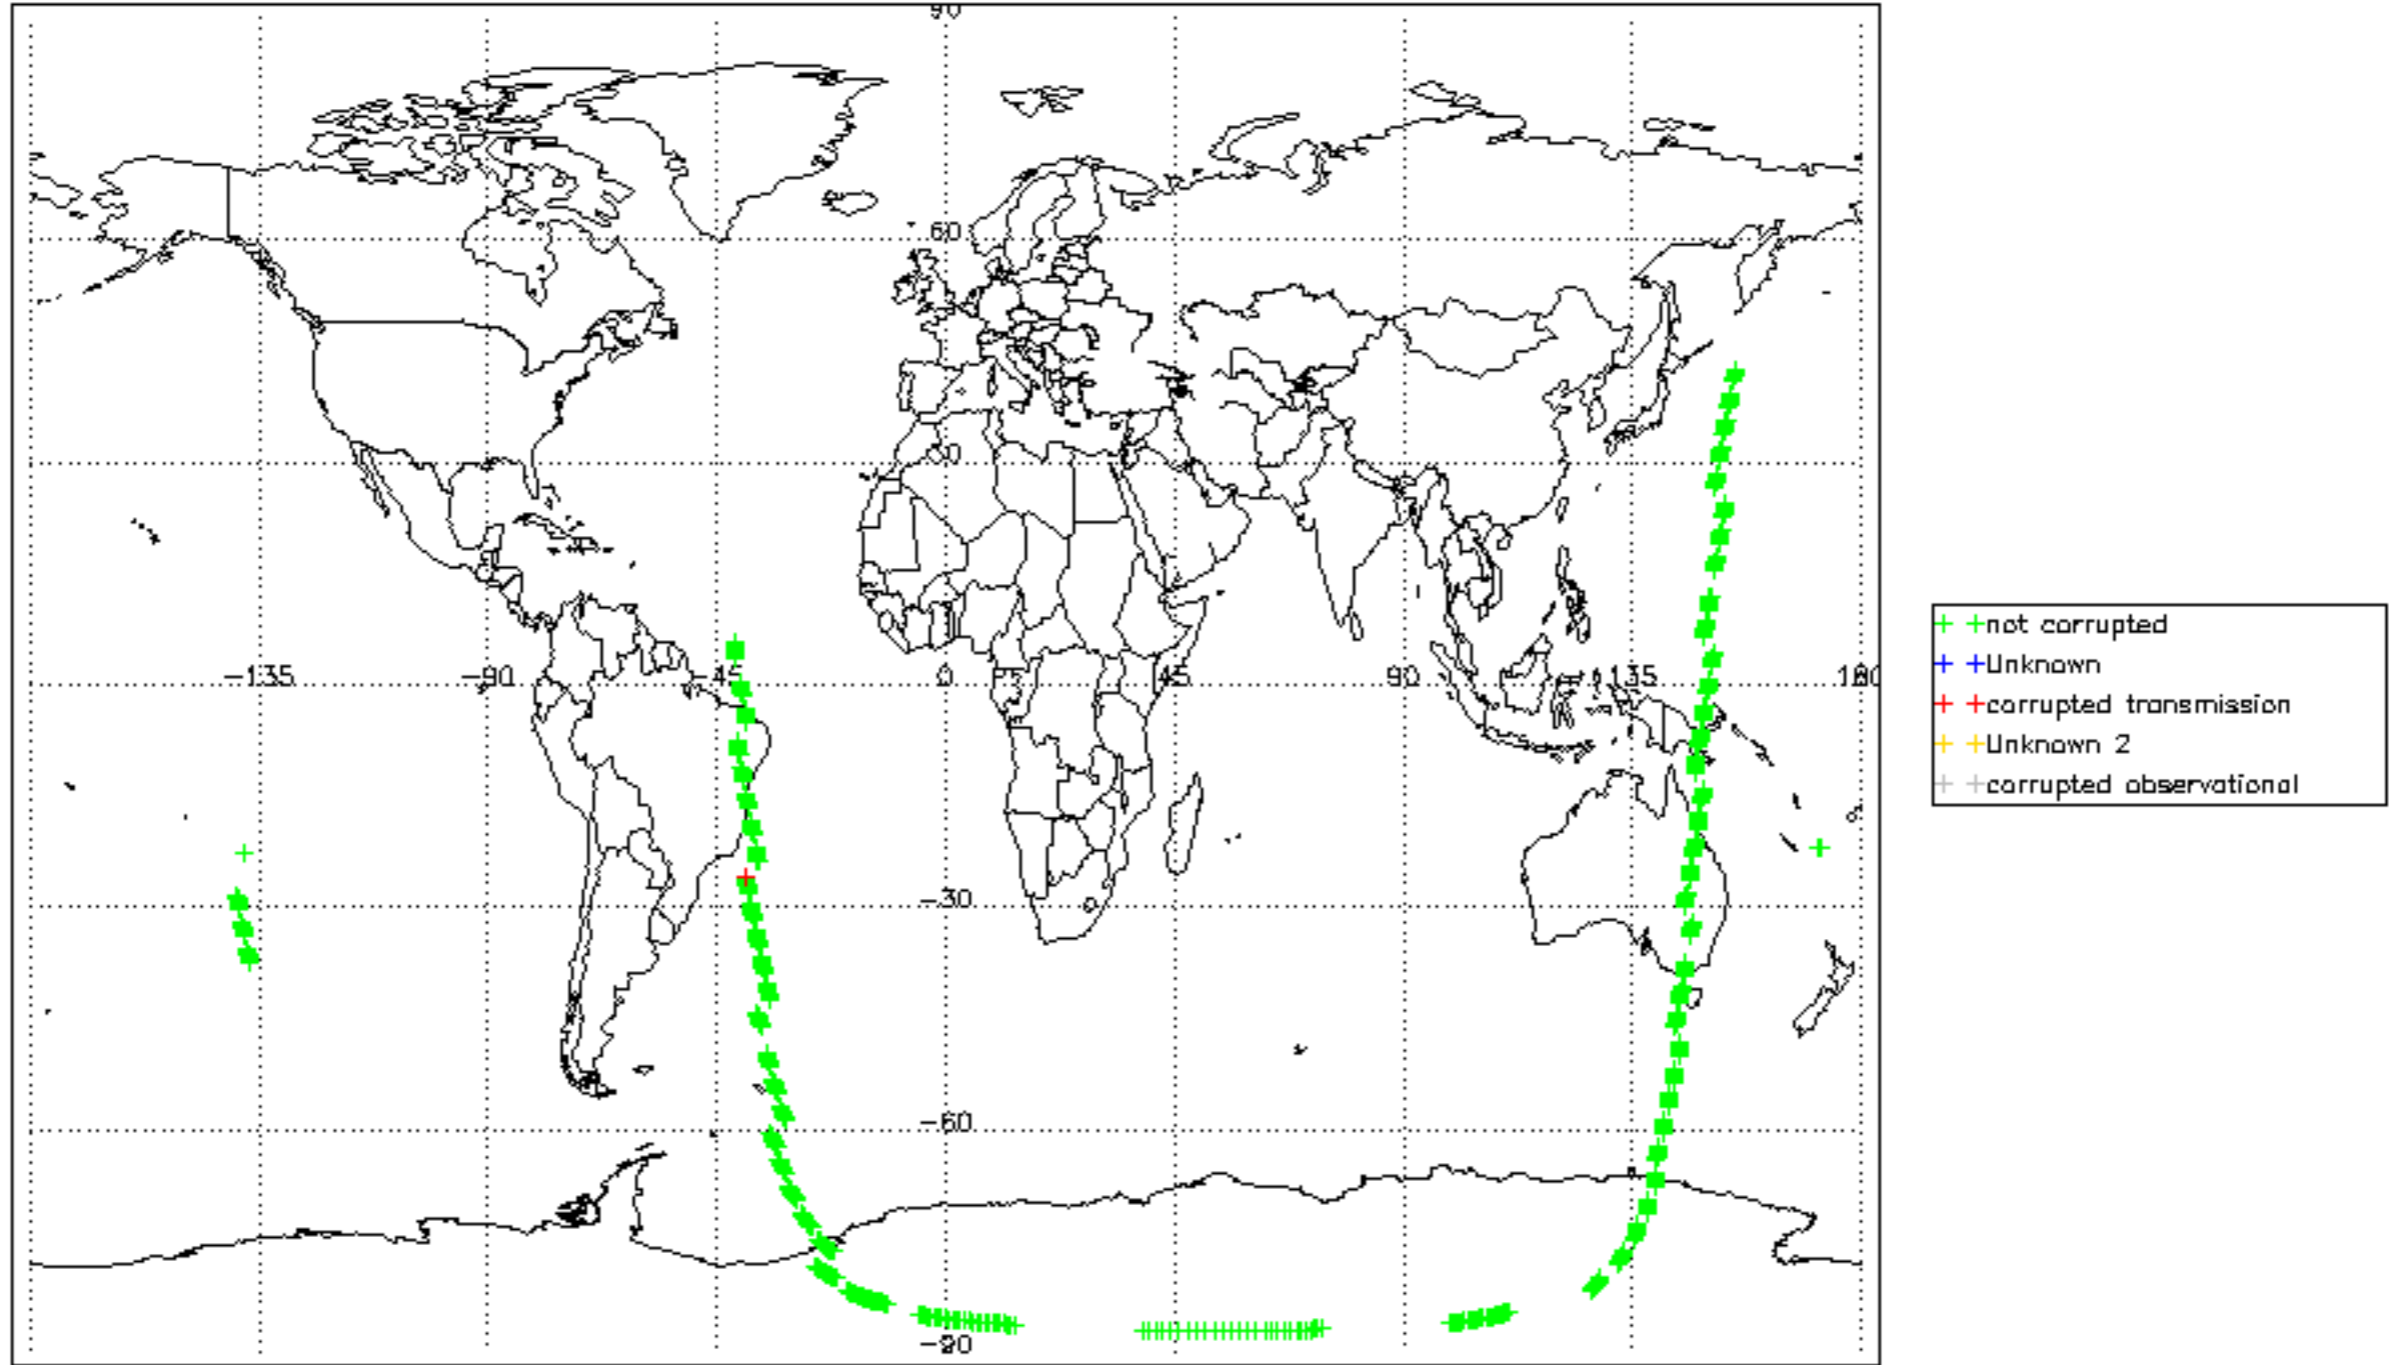 90
60
30
-135
-90
-45
0
45
90
135
180
-30
-60
-90
not corrupted
Unknown
corrupted transmission
Unknown 2
corrupted observational